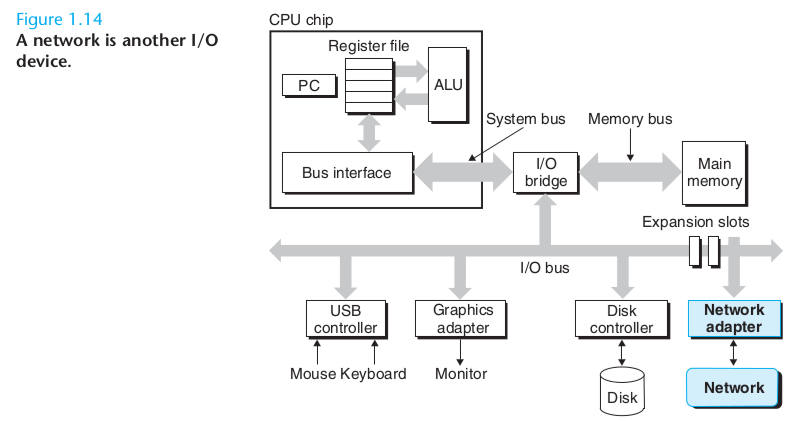 Figure 1.14
A network is another I/O
device.
CPU chip
Register file
PC
ALU
System bus
Memory bus
Bus interface
I/O
bridge
Main
memory
Expansion slots
I/O bus
USB
controller
Graphics
adapter
Disk
controller
Network
adapter
Mouse Keyboard
Monitor
Disk
Network